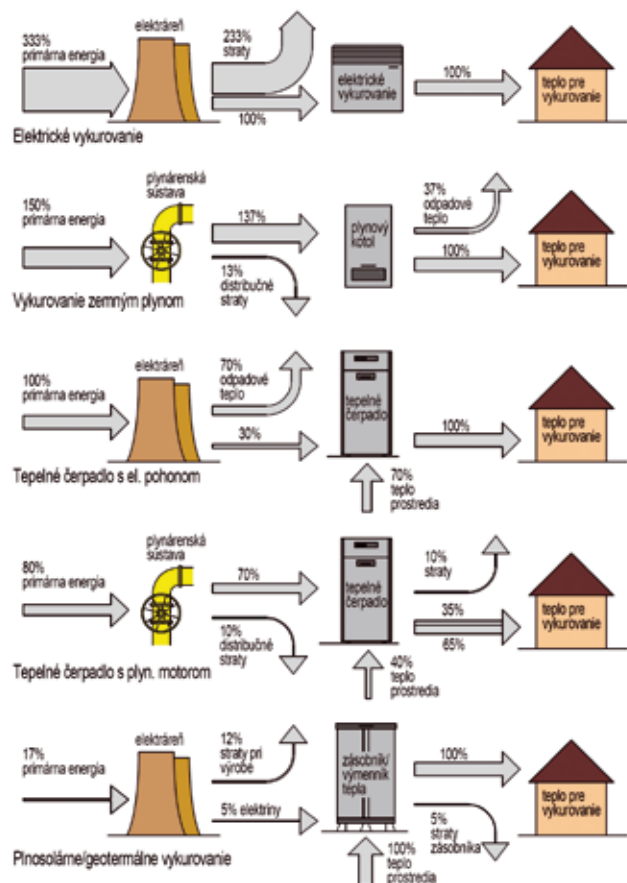 333%
primárna energia
elektráreň
233%
straty
100%
elektrické
vykurovanie
100%
teplo pre
vykurovanie
Elektrické vykurovanie
150%
primárna energia
plynárenská
sústava
137%
13%
distribučné
straty
plynový
kotol
37%
odpadové
teplo
100%
teplo pre
vykurovanie
Vykurovanie zemným plynom
100%
primárna energia
elektráreň
70%
odpadové
teplo
30%
tepelné
čerpadlo
70%
teplo
prostredia
100%
teplo pre
vykurovanie
Tepelné čerpadlo s el. pohonom
80%
primárna energia
plynárenská
sústava
70%
10%
distribučné
straty
tepelné
čerpadlo
40%
teplo
prostredia
10%
straty
35%
65%
teplo pre
vykurovanie
Tepelné čerpadlo s plyn. motorom
17%
primárna energia
elektráreň
12%
straty pri
výrobe
5% elektriny
zásobník/
výmenník
tepla
100%
teplo
prostredia
100%
5%
straty
zásobníka
teplo pre
vykurovanie
Plnosolárne/geotermálne vykurovanie